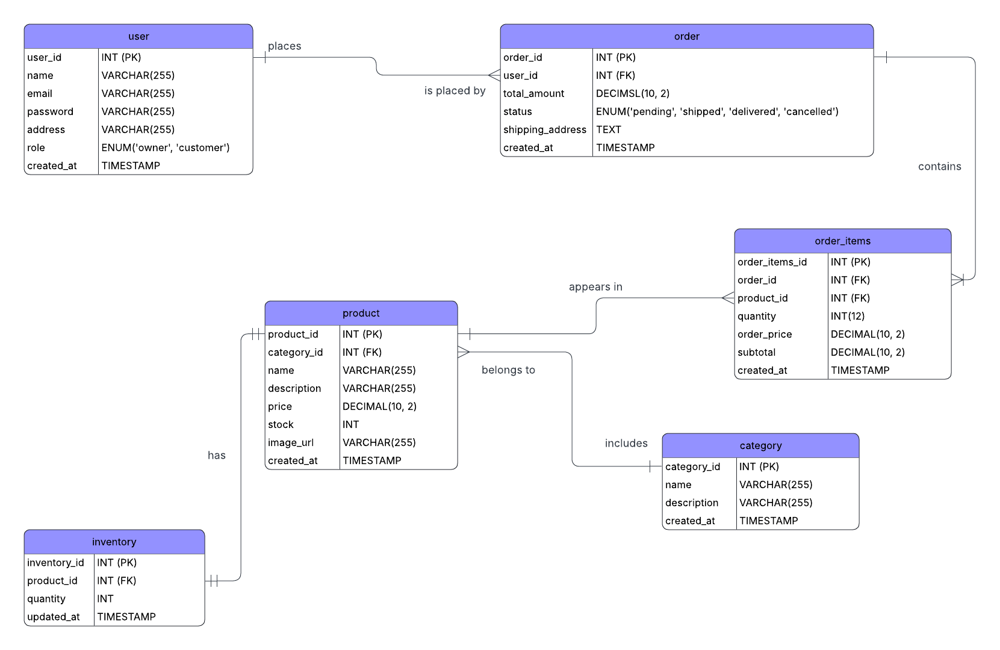 user
user_id INT (PK)
name VARCHAR(255)
email VARCHAR(255)
password VARCHAR(255)
address VARCHAR(255)
role ENUM('owner', 'customer')
created_at TIMESTAMP
places
is placed by
order
order_id INT (PK)
user_id INT (FK)
total_amount DECIMSL(10, 2)
status ENUM('pending', 'shipped', 'delivered', 'cancelled')
shipping_address TEXT
created_at TIMESTAMP
contains
order_items
order_items_id INT (PK)
order_id INT (FK)
product_id INT (FK)
quantity INT(12)
order_price DECIMAL(10, 2)
subtotal DECIMAL(10, 2)
created_at TIMESTAMP
appears in
product
product_id INT (PK)
category_id INT (FK)
name VARCHAR(255)
description VARCHAR(255)
price DECIMAL(10, 2)
stock INT
image_url VARCHAR(255)
created_at TIMESTAMP
belongs to
includes
category
category_id INT (PK)
name VARCHAR(255)
description VARCHAR(255)
created_at TIMESTAMP
has
inventory
inventory_id INT (PK)
product_id INT (FK)
quantity INT
updated_at TIMESTAMP